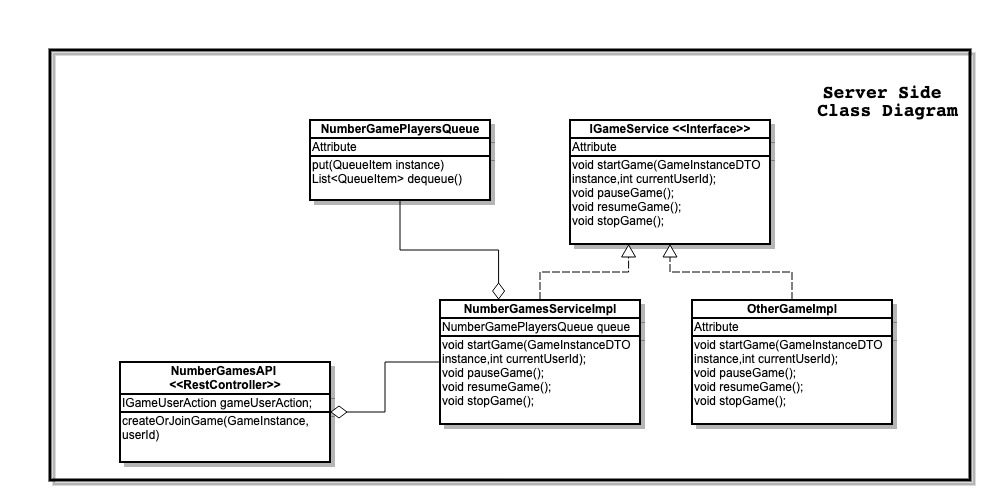 Server Side
Class Diagram
NumberGamePlayersQueue
Attribute
put(QueueItem instance)
List<QueueItem> dequeue()
IGameService <<Interface>>
Attribute
void startGame(GameInstanceDTO
instance,int currentUserId);
void pauseGame();
void resumeGame();
void stopGame();
NumberGamesServiceImpl
NumberGamePlayersQueue queue
void startGame(GameInstanceDTO
instance,int currentUserId);
void pauseGame();
void resumeGame();
void stopGame();
OtherGameImpl
Attribute
void startGame(GameInstanceDTO
instance,int currentUserId);
void pauseGame();
void resumeGame();
void stopGame();
NumberGamesAPI
<<RestController>>
IGameUserAction gameUserAction;
createOrJoinGame(GameInstance,
userId)